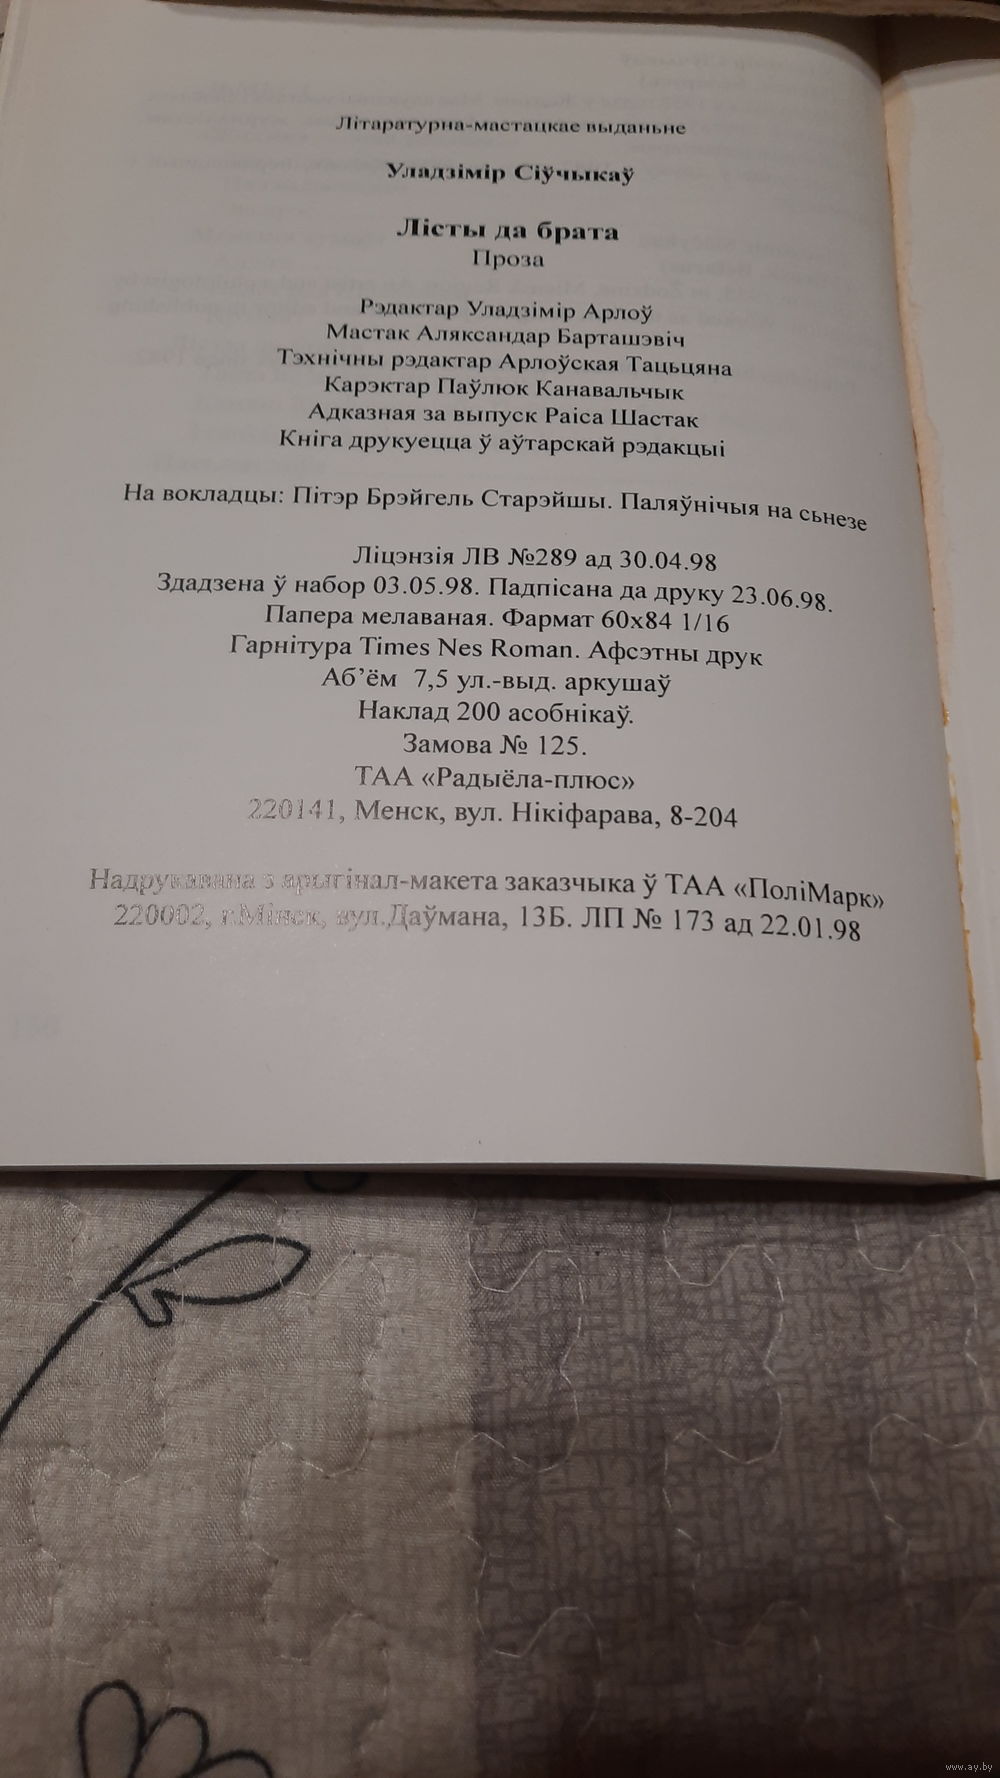 Літаратурна-мастацкае выданьне
Уладзімір Сіўчыкаў
Лісты да брата
Проза
Рэдактар Уладзімір Арлоў
Мастак Аляксандар Барташэвіч
Тэхнічны рэдактар Арлоўская Тацьцяна
Карэктар Паўлюк Канавальчык
Адказная за выпуск Раіса Шастак
Кніга друкуецца ў аўтарскай рэдакцыі
На вокладцы: Пітэр Брэйгель Старэйшы. Паляўнічыя на сьнезе
Ліцэнзія ЛВ №289 ад 30.04.98
Здадзена ў набор 03.05.98. Падпісана да друку 23.06.98.
Папера мелаваная. Фармат 60х84 1/16
Гарнітура Times Nes Roman. Афсэтны друк
Аб’ём 7,5 ул.-выд. аркушаў
Наклад 200 асобнікаў.
Замова № 125.
ТАА «Радыёла-плюс»
220141, Менск, вул. Нікіфарава, 8-204
Надрукавана з арыгінал-макета заказчыка ў ТАА «ПоліМарк»
220002, г.Мінск, вул.Даўмана, 13Б. ЛП № 173 ад 22.01.98
www.ay.by